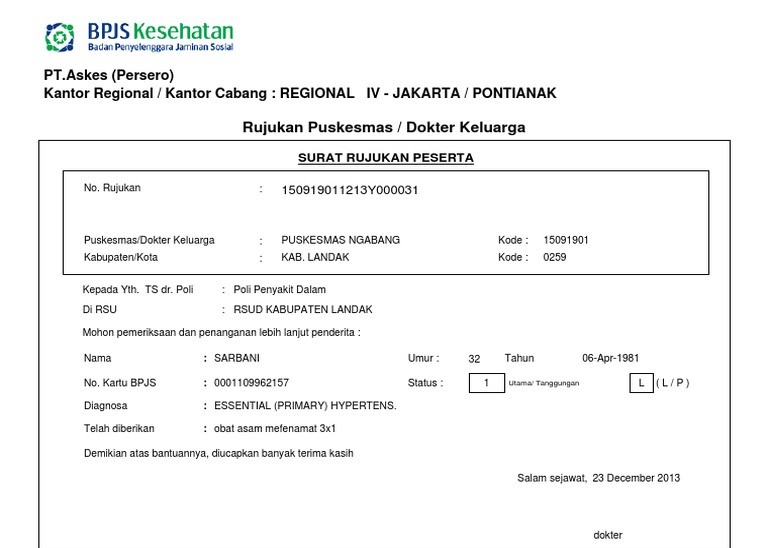 BPJS Kesehatan
Badan Penyelenggara Jaminan Sosial
PT.Askes (Persero)
Kantor Regional / Kantor Cabang : REGIONAL IV - JAKARTA / PONTIANAK
Rujukan Puskesmas / Dokter Keluarga
SURAT RUJUKAN PESERTA
No. Rujukan : 150919011213Y000031
Puskesmas/Dokter Keluarga : PUSKESMAS NGABANG Kode : 15091901
Kabupaten/Kota : KAB. LANDAK Kode : 0259
Kepada Yth. TS dr. Poli : Poli Penyakit Dalam
Di RSU : RSUD KABUPATEN LANDAK
Mohon pemeriksaan dan penanganan lebih lanjut penderita :
Nama : SARBANI Umur : 32 Tahun 06-Apr-1981
No. Kartu BPJS : 0001109962157 Status : 1 Utama/ Tanggungan L ( L / P )
Diagnosa : ESSENTIAL (PRIMARY) HYPERTENS.
Telah diberikan : obat asam mefenamat 3x1
Demikian atas bantuannya, diucapkan banyak terima kasih
Salam sejawat, 23 December 2013
dokter